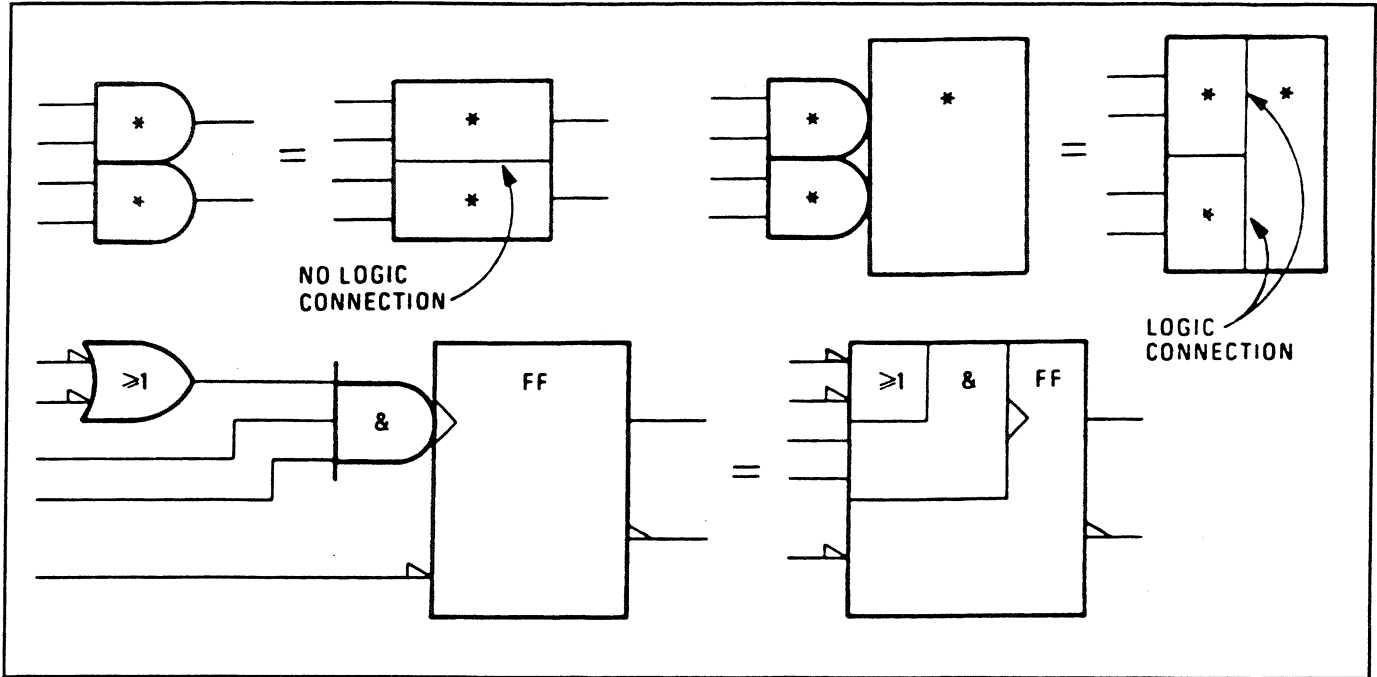 * * * *
* * * *
NO LOGIC
CONNECTION
LOGIC
CONNECTION
≥1 & FF ≥1 & FF
=
=
=